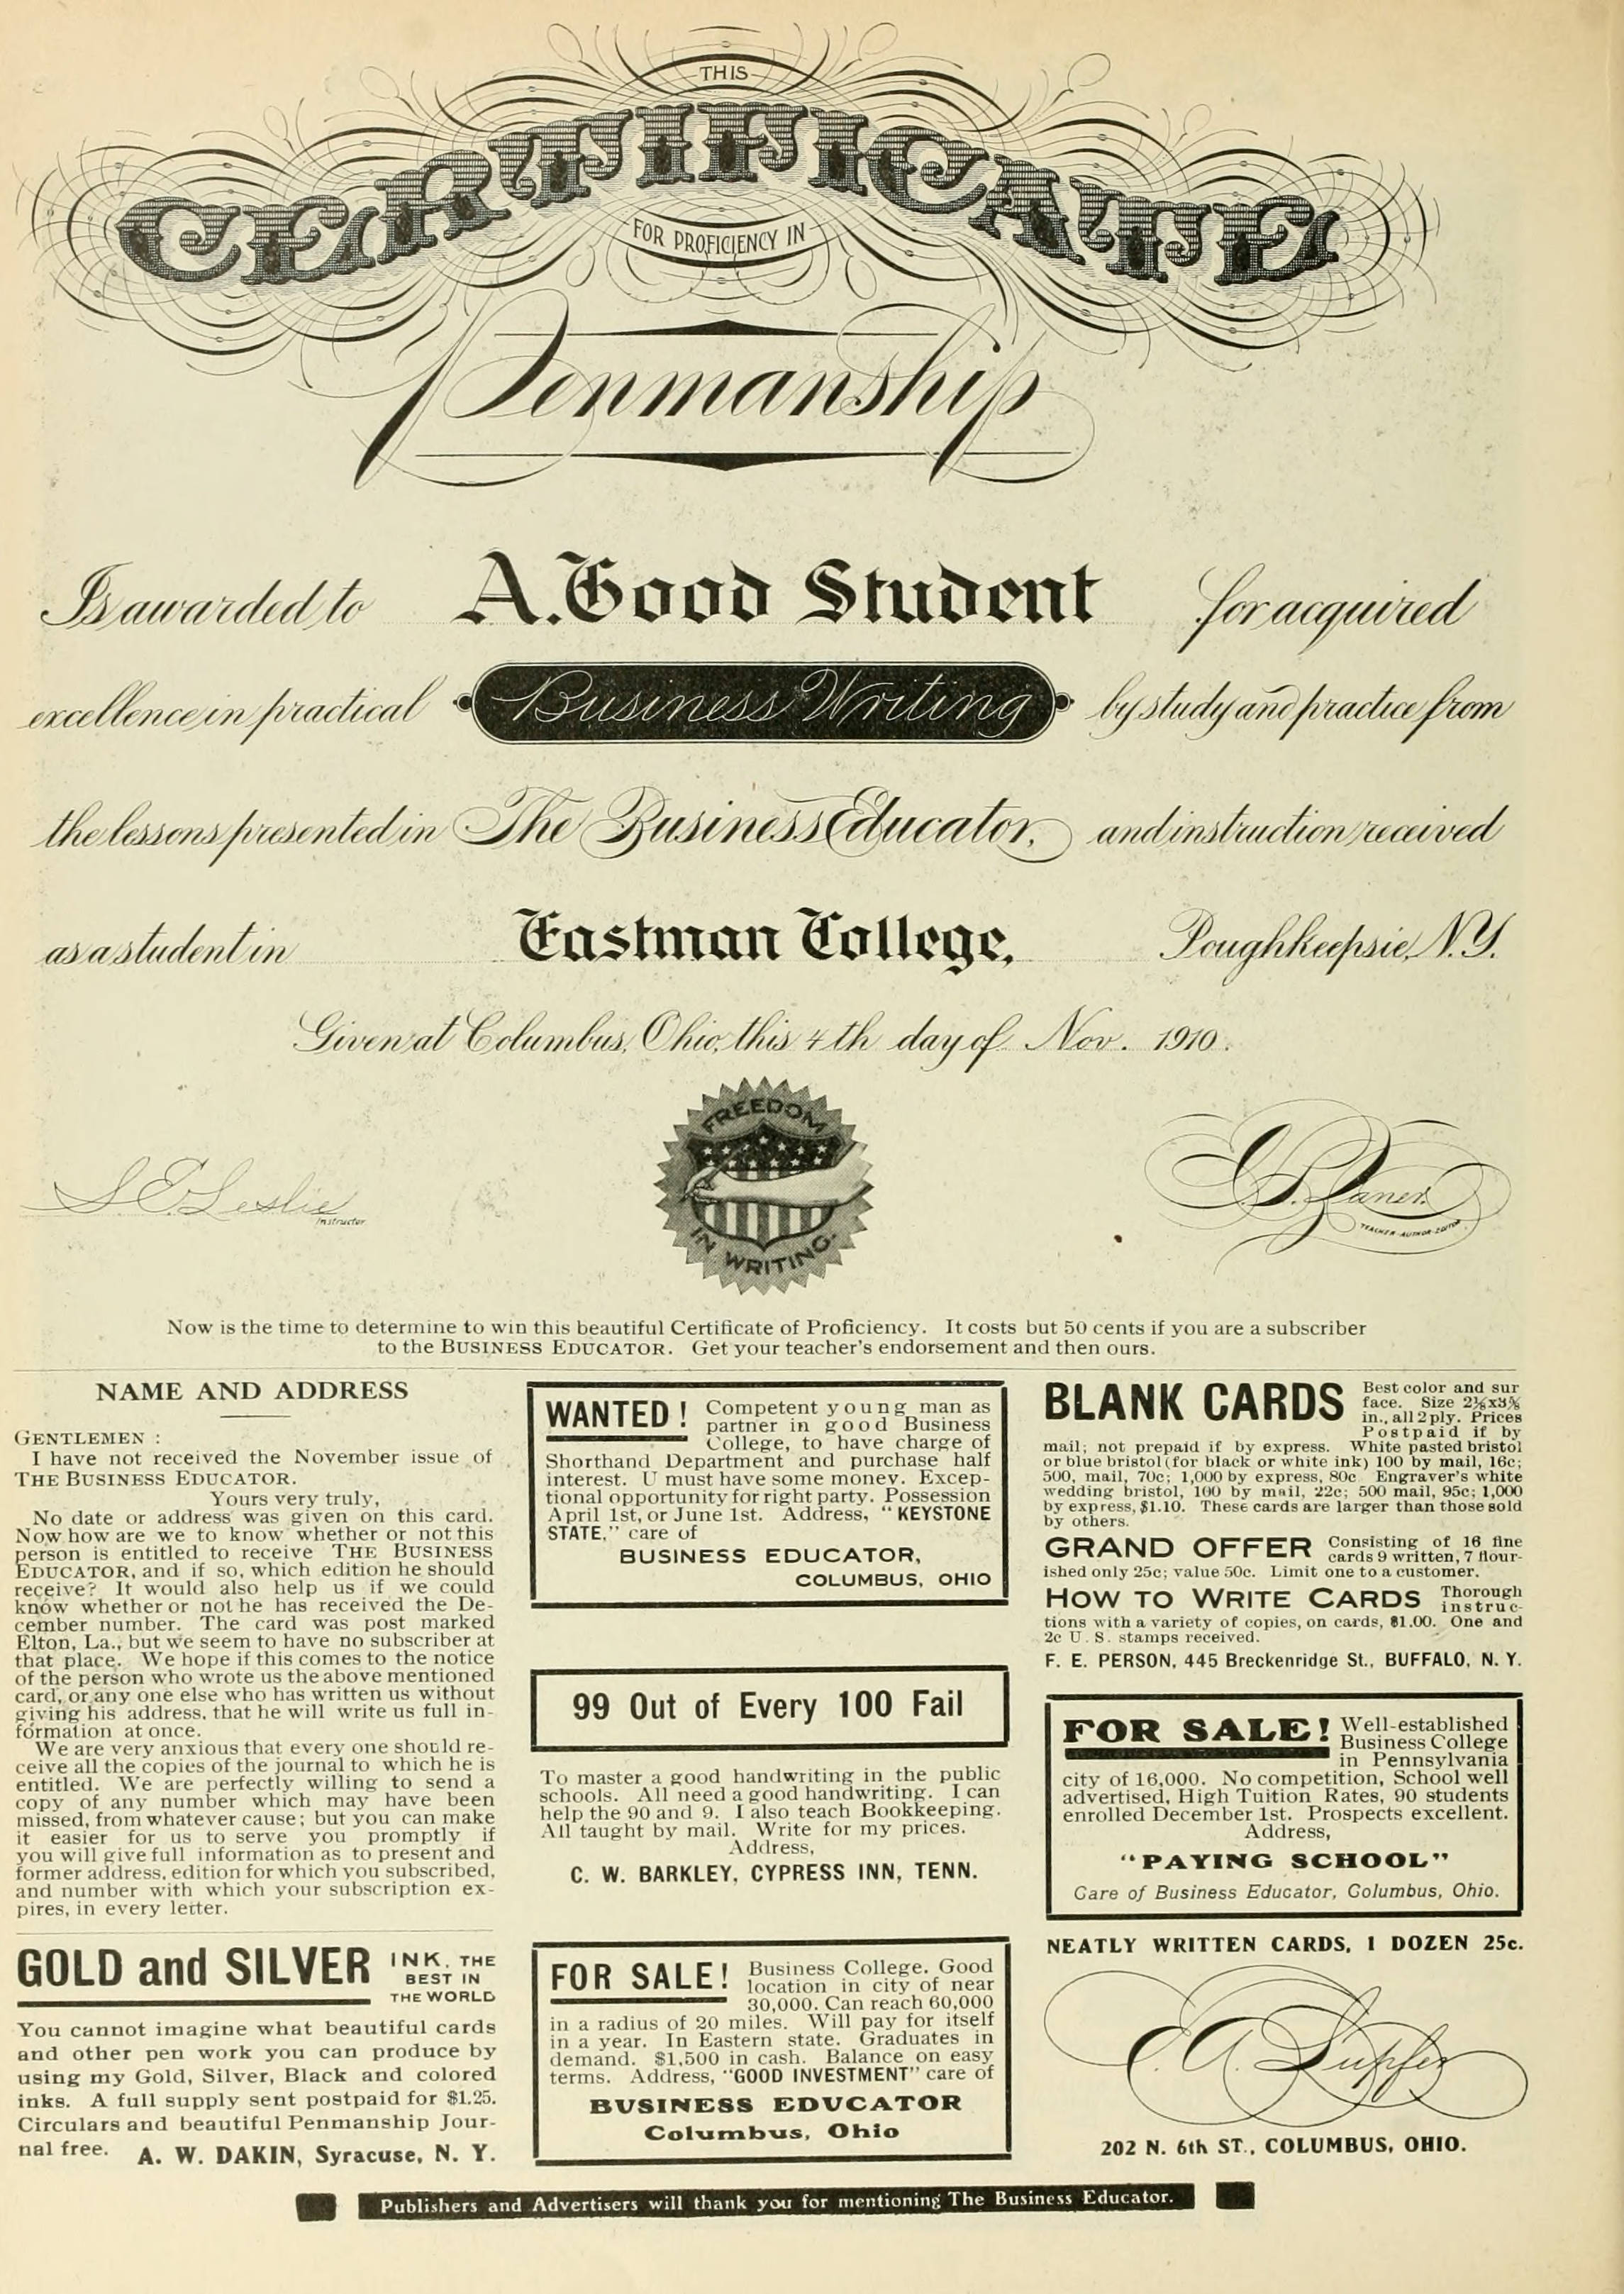 THIS
CERTIFICATE
FOR PROFICIENCY IN
Penmanship
Is awarded to A. Good Student for acquired
excellence in practical Business Writing by study and practice from
the lessons presented in The Business Educator, and instruction received
as a student in Eastman College, Poughkeepsie, N.Y.
Given at Columbus, Ohio, this 4th day of Nov. 1910.
FREEDOM
IN WRITING.
S. E. Leslie
Instructor
C. P. Zaner.
TEACHER-AUTHOR-EDITOR
Now is the time to determine to win this beautiful Certificate of Proficiency. It costs but 50 cents if you are a subscriber
to the BUSINESS EDUCATOR. Get your teacher's endorsement and then ours.
NAME AND ADDRESS
GENTLEMEN :
I have not received the November issue of
THE BUSINESS EDUCATOR.
Yours very truly,
No date or address was given on this card.
Now how are we to know whether or not this
person is entitled to receive THE BUSINESS
EDUCATOR, and if so, which edition he should
receive? It would also help us if we could
know whether or not he has received the De-
cember number. The card was post marked
Elton, La., but we seem to have no subscriber at
that place. We hope if this comes to the notice
of the person who wrote us the above mentioned
card, or any one else who has written us without
giving his address, that he will write us full in-
formation at once.
We are very anxious that every one should re-
ceive all the copies of the journal to which he is
entitled. We are perfectly willing to send a
copy of any number which may have been
missed, from whatever cause; but you can make
it easier for us to serve you promptly if
you will give full information as to present and
former address, edition for which you subscribed,
and number with which your subscription ex-
pires, in every letter.
GOLD and SILVER INK, THE
BEST IN
THE WORLD
You cannot imagine what beautiful cards
and other pen work you can produce by
using my Gold, Silver, Black and colored
inks. A full supply sent postpaid for $1.25.
Circulars and beautiful Penmanship Jour-
nal free. A. W. DAKIN, Syracuse, N. Y.
WANTED! Competent young man as
partner in good Business
College, to have charge of
Shorthand Department and purchase half
interest. U must have some money. Excep-
tional opportunity for right party. Possession
April 1st, or June 1st. Address, "KEYSTONE
STATE," care of
BUSINESS EDUCATOR,
COLUMBUS, OHIO
99 Out of Every 100 Fail
To master a good handwriting in the public
schools. All need a good handwriting. I can
help the 90 and 9. I also teach Bookkeeping.
All taught by mail. Write for my prices.
Address,
C. W. BARKLEY, CYPRESS INN, TENN.
FOR SALE! Business College. Good
location in city of near
30,000. Can reach 60,000
in a radius of 20 miles. Will pay for itself
in a year. In Eastern state. Graduates in
demand. $1,500 in cash. Balance on easy
terms. Address, "GOOD INVESTMENT" care of
BUSINESS EDUCATOR
Columbus, Ohio
BLANK CARDS Best color and sur
face. Size 2⅛x3⅜
in., all 2 ply. Prices
Postpaid if by
mail; not prepaid if by express. White pasted bristol
or blue bristol (for black or white ink) 100 by mail, 16c;
500, mail, 70c; 1,000 by express, 80c Engraver's white
wedding bristol, 100 by mail, 22c; 500 mail, 95c; 1,000
by express, $1.10. These cards are larger than those sold
by others.
GRAND OFFER Consisting of 16 fine
cards 9 written, 7 flour-
ished only 25c; value 50c. Limit one to a customer.
HOW TO WRITE CARDS Thorough
instruc-
tions with a variety of copies, on cards, $1.00. One and
2c U. S. stamps received.
F. E. PERSON, 445 Breckenridge St., BUFFALO, N. Y.
FOR SALE! Well-established
Business College
in Pennsylvania
city of 16,000. No competition, School well
advertised, High Tuition Rates, 90 students
enrolled December 1st. Prospects excellent.
Address,
"PAYING SCHOOL"
Care of Business Educator, Columbus, Ohio.
NEATLY WRITTEN CARDS, 1 DOZEN 25c.
E. A. Lupfer
202 N. 6th ST., COLUMBUS, OHIO.
Publishers and Advertisers will thank you for mentioning The Business Educator.